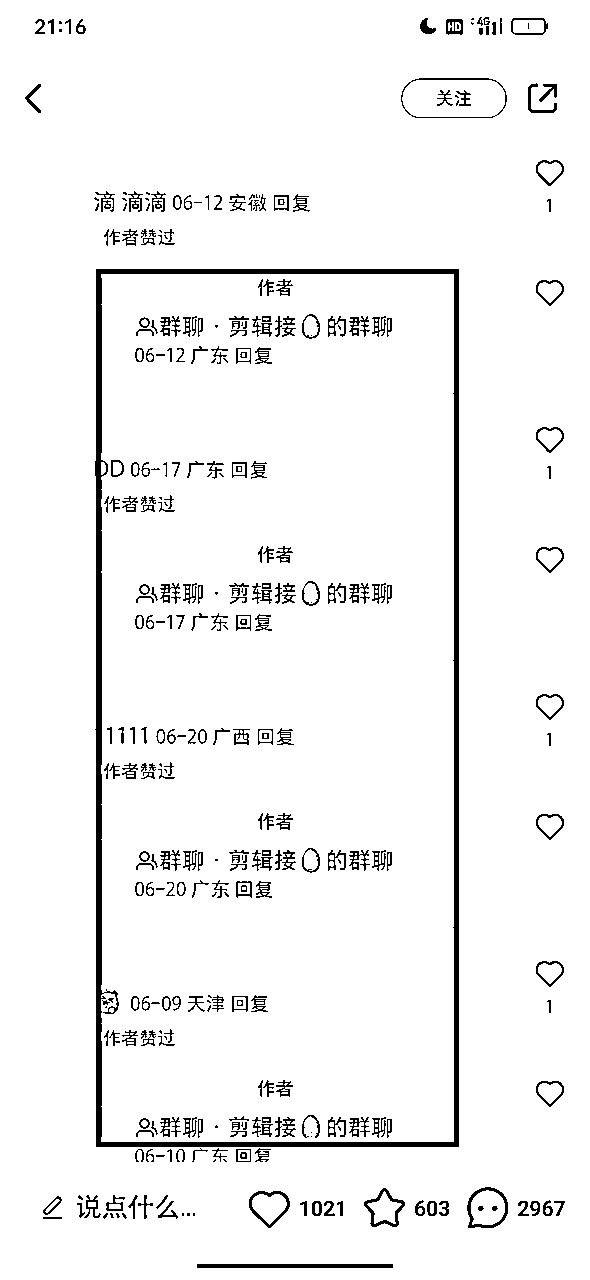 21:16 HD 4G
关注
1
滴 滴滴 06-12 安徽 回复
作者赞过
作者
群聊·剪辑接🥚的群聊
06-12 广东 回复
DD 06-17 广东 回复
1
作者赞过
作者
群聊·剪辑接🥚的群聊
06-17 广东 回复
1111 06-20 广西 回复
1
作者赞过
作者
群聊·剪辑接🥚的群聊
06-20 广东 回复
06-09 天津 回复
1
作者赞过
作者
群聊·剪辑接🥚的群聊
06-10 广东 回复
说点什么... 1021 603 2967